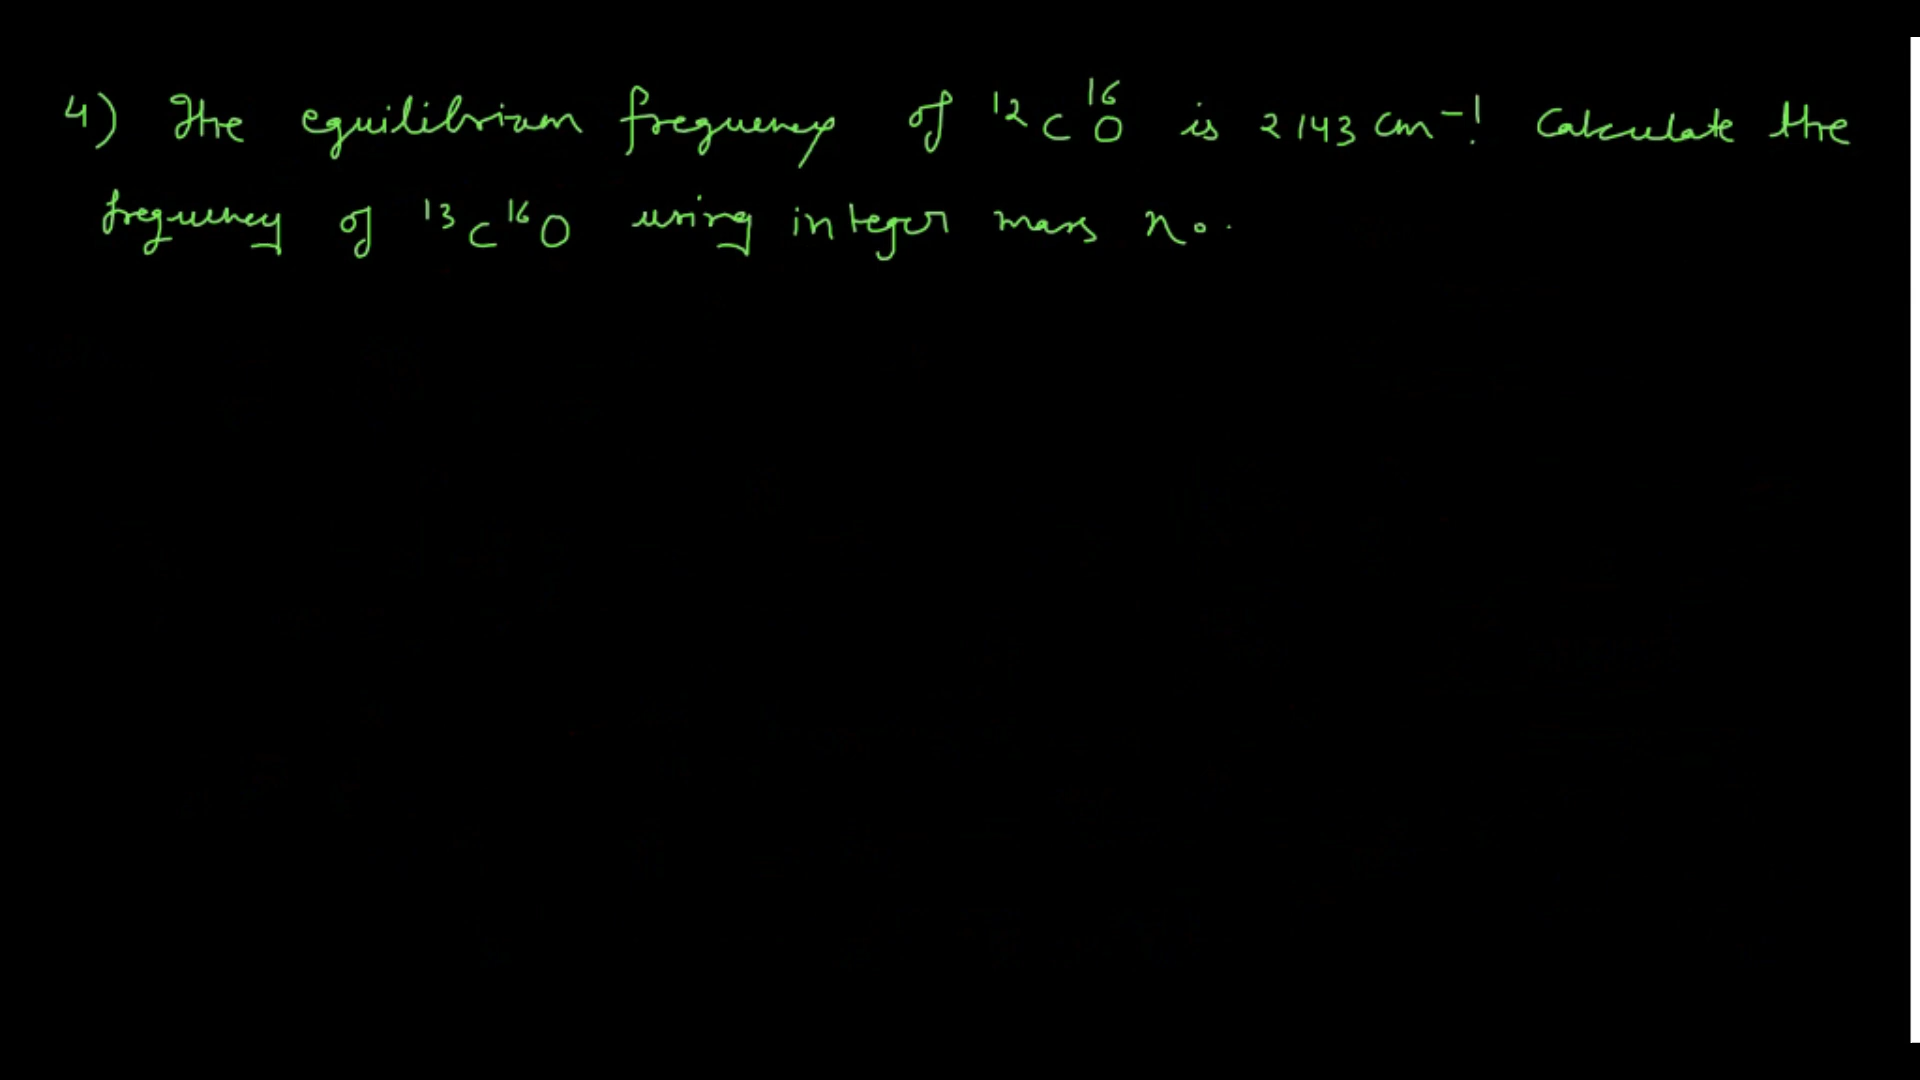 4) The equilibrium frequency of ¹²C¹⁶O is 2143 cm⁻¹. Calculate the
frequency of ¹³C¹⁶O using integer mass no.